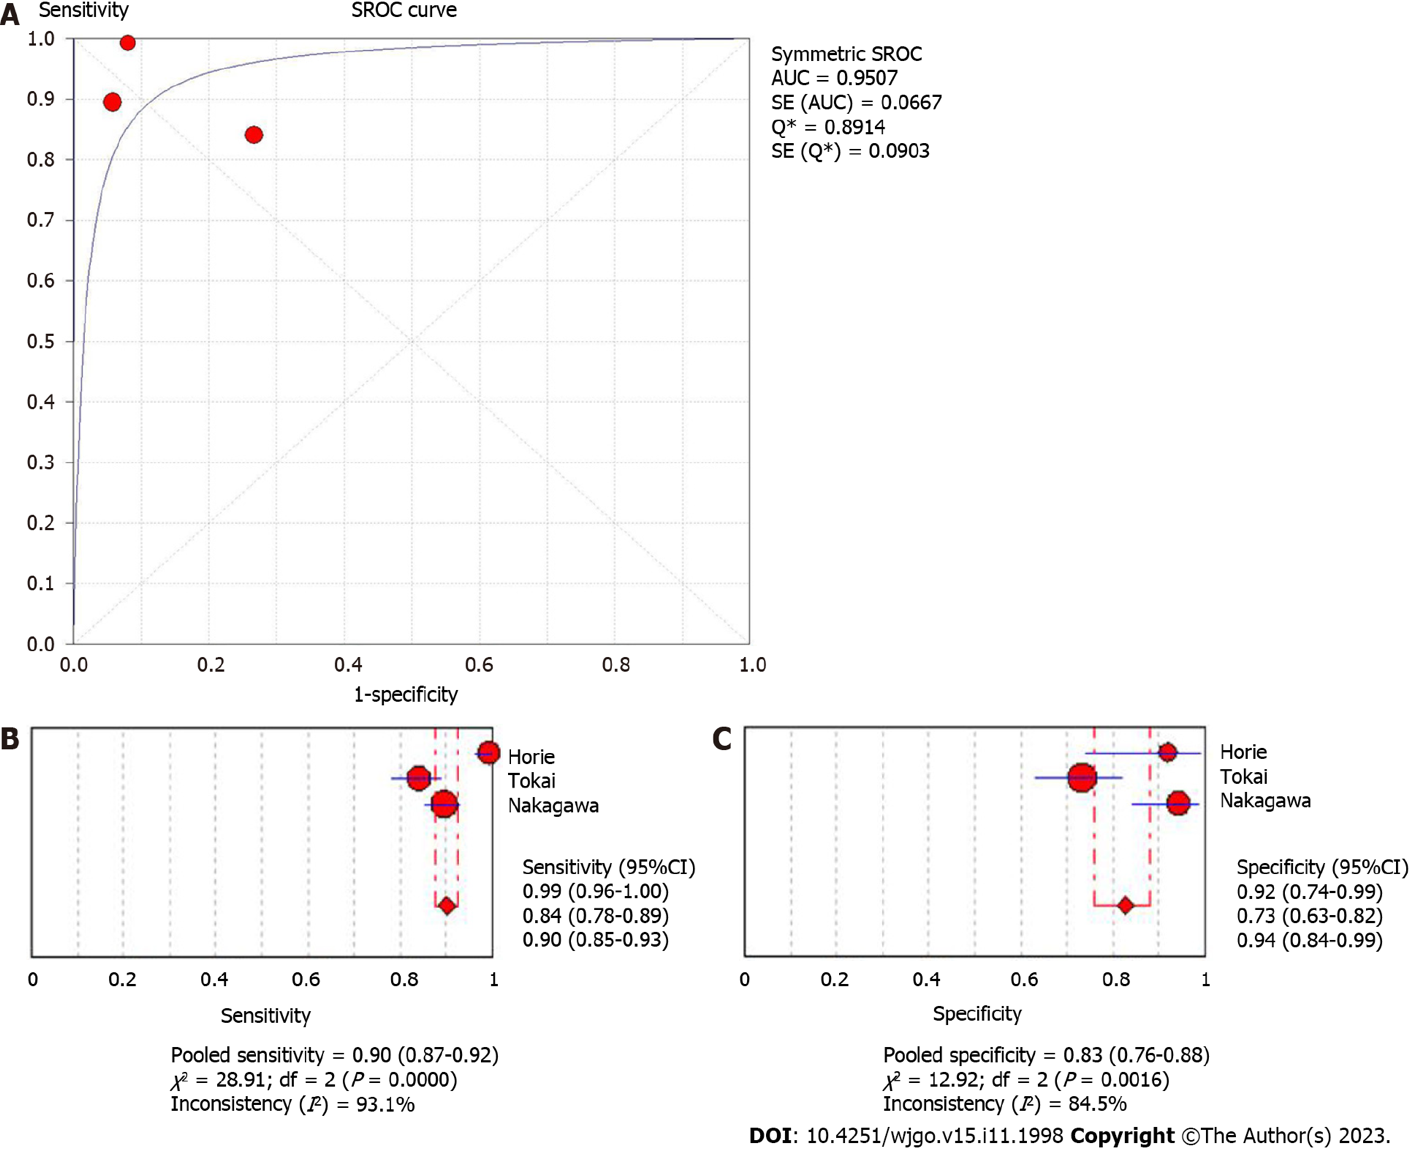 A
Sensitivity
SROC curve
1.0
0.9
0.8
0.7
0.6
0.5
0.4
0.3
0.2
0.1
0.0
0.0 0.2 0.4 0.6 0.8 1.0
1-specificity
Symmetric SROC
AUC = 0.9507
SE (AUC) = 0.0667
Q* = 0.8914
SE (Q*) = 0.0903
B
Horie
Tokai
Nakagawa
Sensitivity (95%CI)
0.99 (0.96-1.00)
0.84 (0.78-0.89)
0.90 (0.85-0.93)
0 0.2 0.4 0.6 0.8 1
Sensitivity
Pooled sensitivity = 0.90 (0.87-0.92)
χ² = 28.91; df = 2 (P = 0.0000)
Inconsistency (I²) = 93.1%
C
Horie
Tokai
Nakagawa
Specificity (95%CI)
0.92 (0.74-0.99)
0.73 (0.63-0.82)
0.94 (0.84-0.99)
0 0.2 0.4 0.6 0.8 1
Specificity
Pooled specificity = 0.83 (0.76-0.88)
χ² = 12.92; df = 2 (P = 0.0016)
Inconsistency (I²) = 84.5%
DOI: 10.4251/wjgo.v15.i11.1998 Copyright ©The Author(s) 2023.